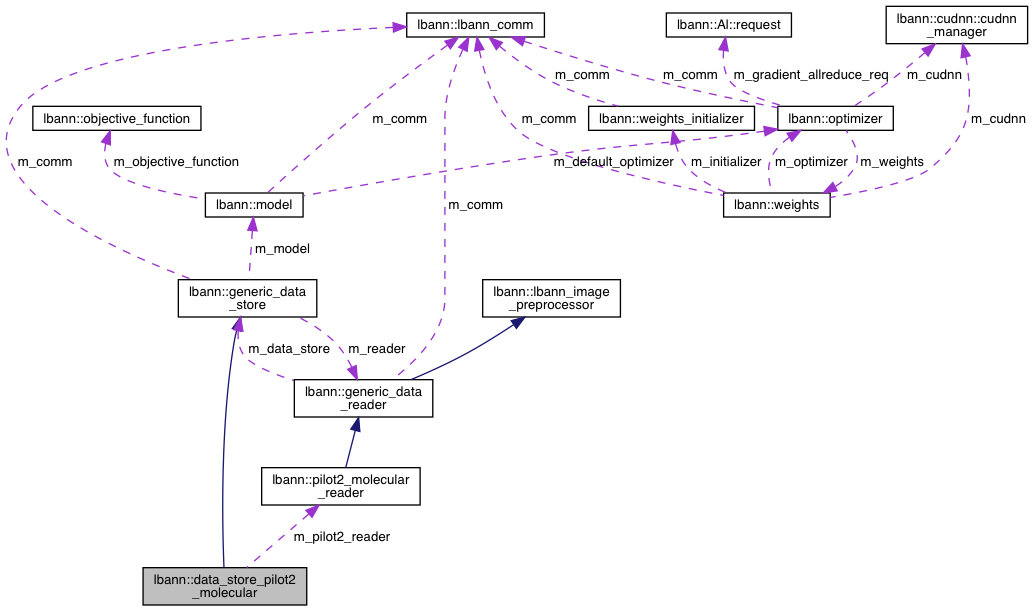 lbann::lbann_comm
lbann::Al::request
lbann::cudnn::cudnn
_manager
m_comm
m_gradient_allreduce_req
m_cudnn
lbann::objective_function
m_comm
m_comm
m_comm
lbann::weights_initializer
lbann::optimizer
m_cudnn
m_comm
m_objective_function
m_default_optimizer
m_initializer
m_optimizer
m_weights
lbann::model
m_comm
lbann::weights
m_model
lbann::generic_data
_store
lbann::lbann_image
_preprocessor
m_data_store
m_reader
lbann::generic_data
_reader
lbann::pilot2_molecular
_reader
m_pilot2_reader
lbann::data_store_pilot2
_molecular